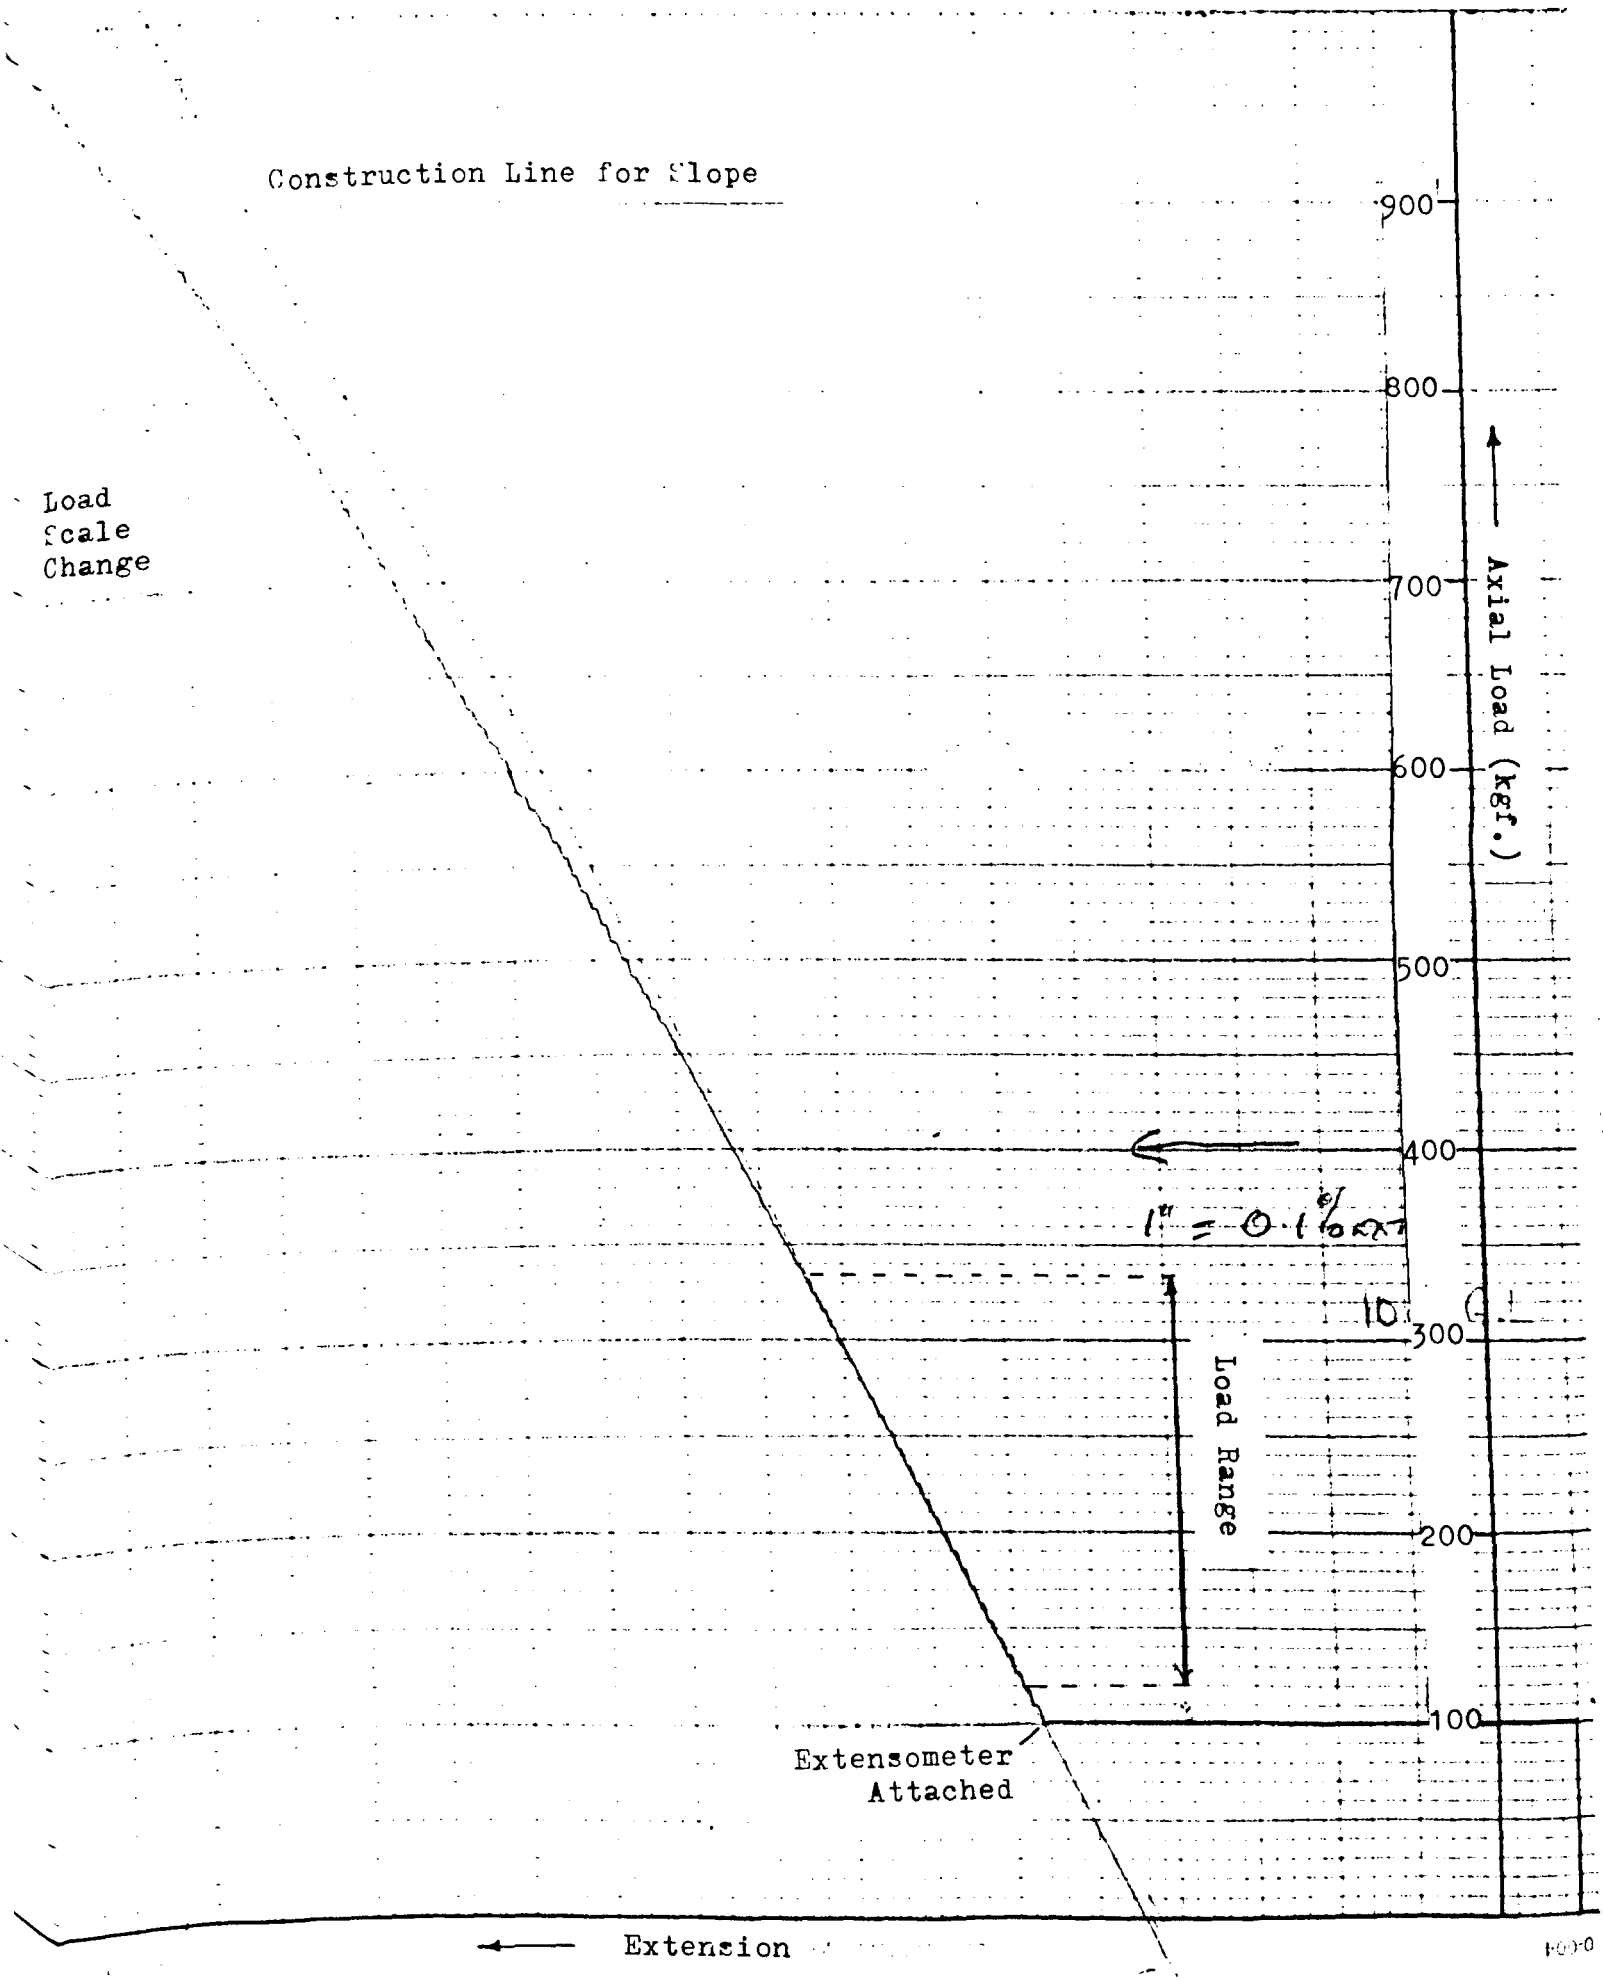 Construction Line for Slope
900
800
Load
Scale
Change
700
Axial Load (kgf.)
600
500
400
1" = 0.1%
10
300
Load Range
200
100
Extensometer
Attached
Extension